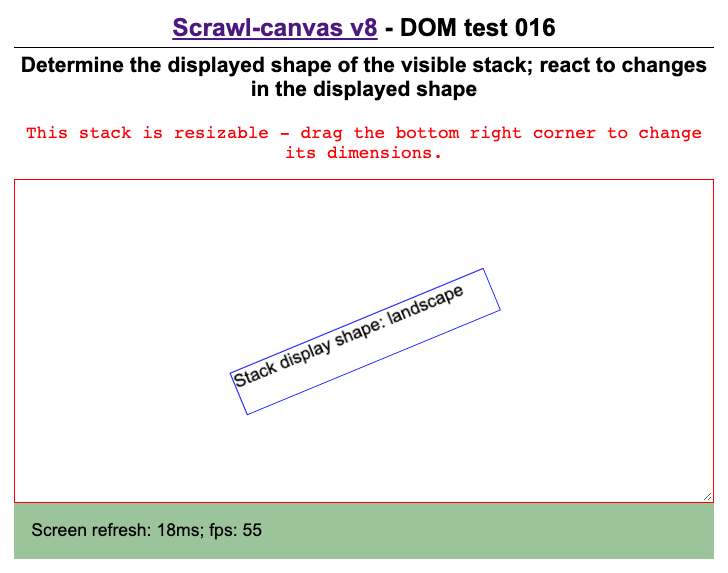 Scrawl-canvas v8 - DOM test 016
Determine the displayed shape of the visible stack; react to changes
in the displayed shape
This stack is resizable - drag the bottom right corner to change
its dimensions.
Stack display shape: landscape
Screen refresh: 18ms; fps: 55